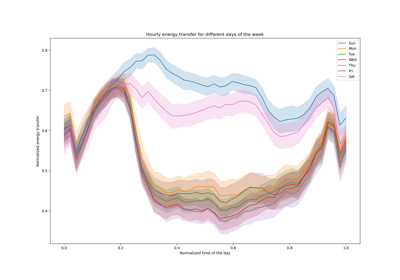 Hourly energy transfer for different days of the week
Sun
Mon
Tue
Wed
Thu
Fri
Sat
0.8
0.7
0.6
0.5
0.4
Normalized energy transfer
0.0
0.2
0.4
0.6
0.8
1.0
Normalized time of the day